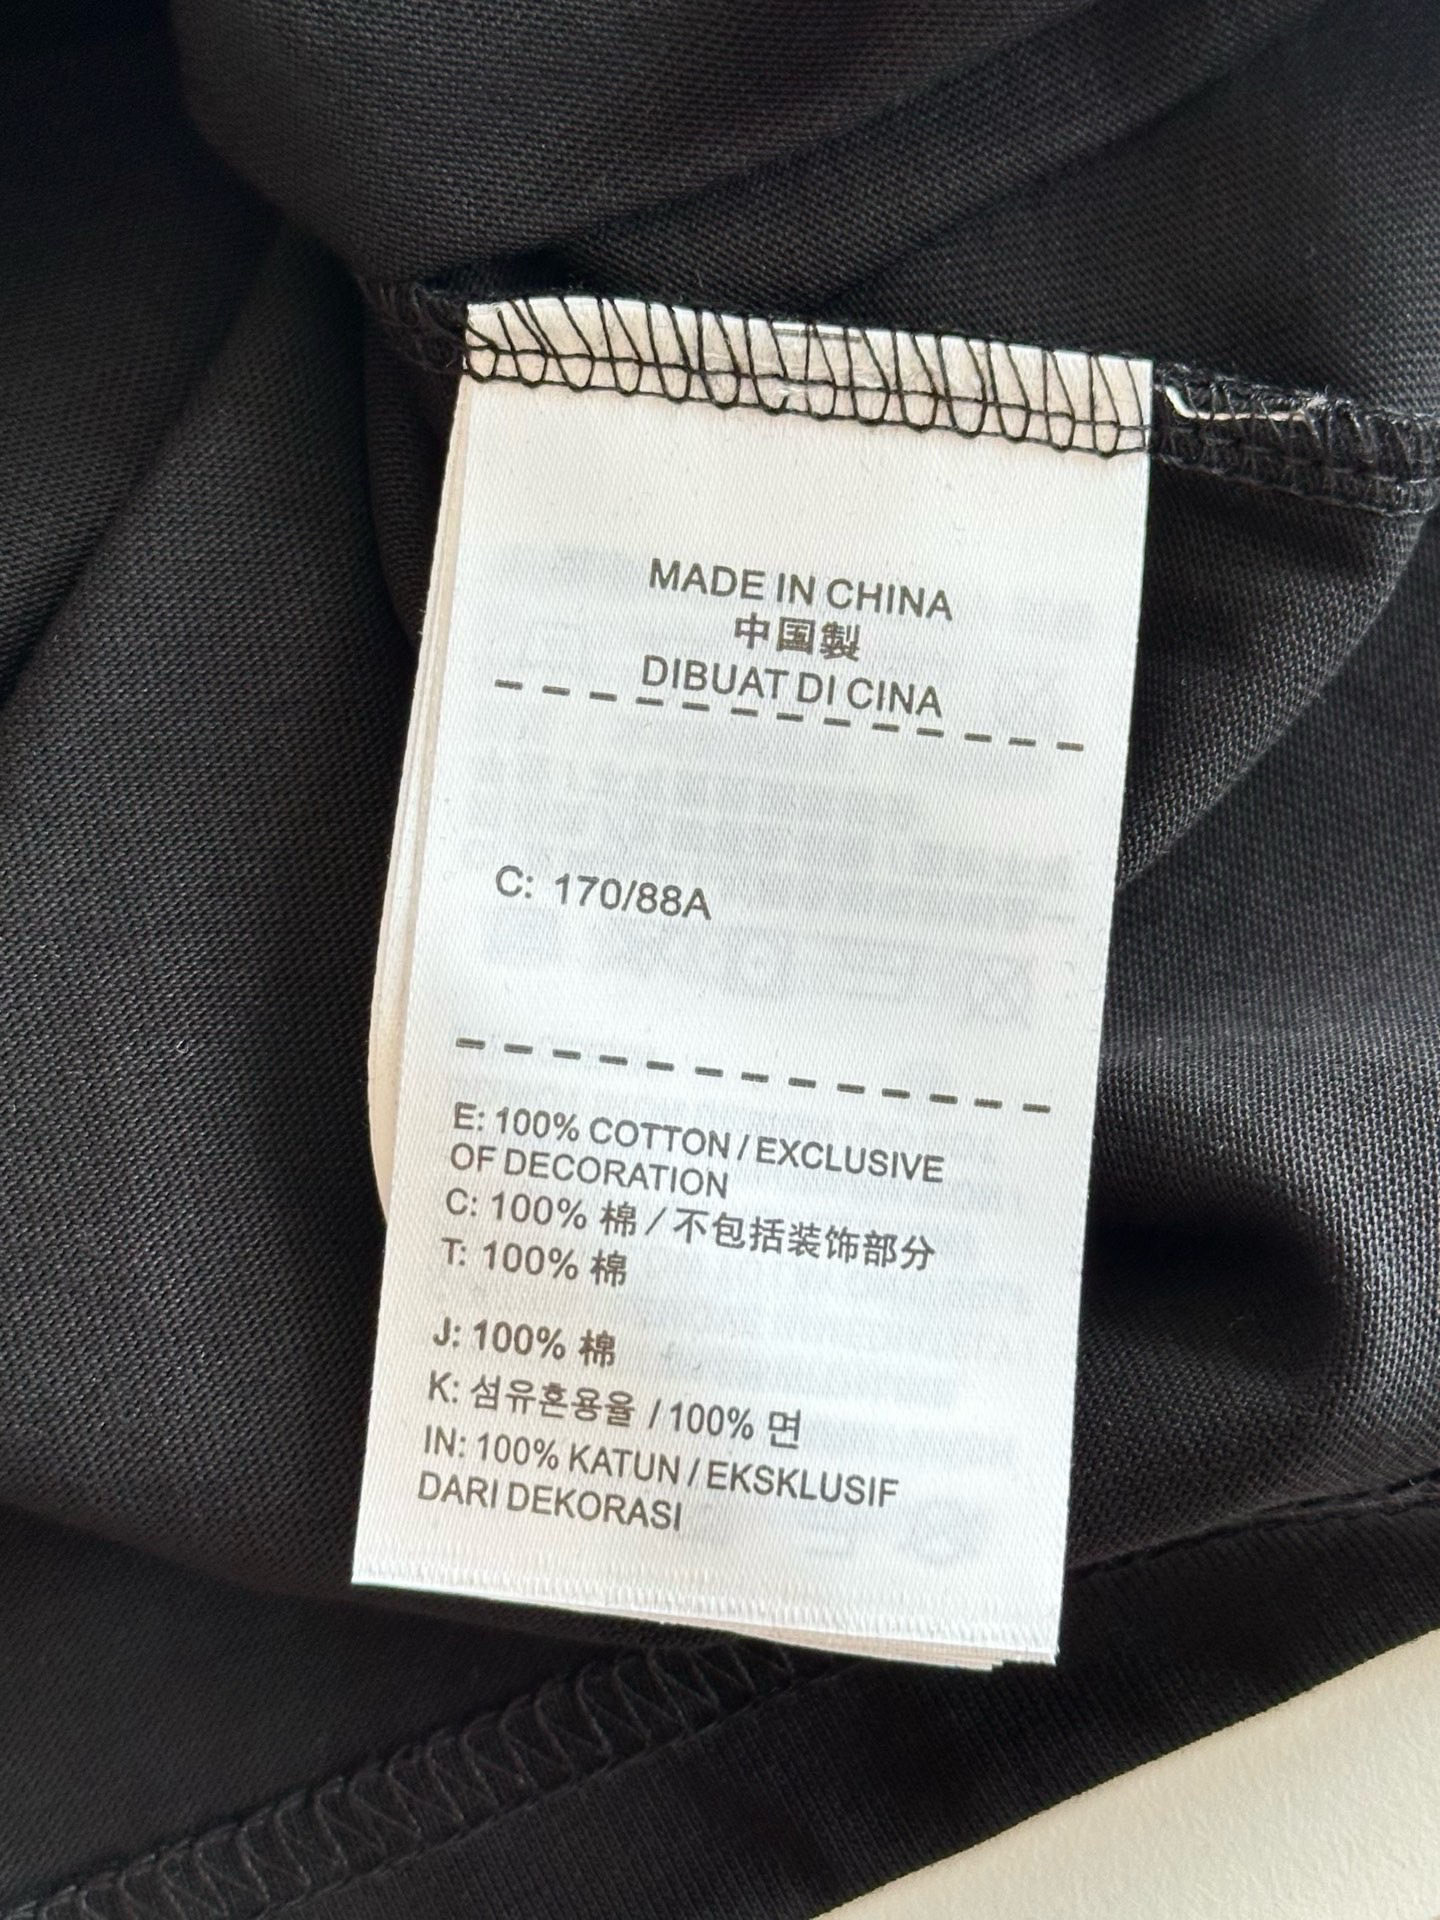 MADE IN CHINA
中国製
DIBUAT DI CINA
C: 170/88A
E: 100% COTTON / EXCLUSIVE
OF DECORATION
C: 100% 棉 / 不包括装饰部分
T: 100% 棉
J: 100% 棉
K: 섬유혼용율 / 100% 면
IN: 100% KATUN / EKSKLUSIF
DARI DEKORASI